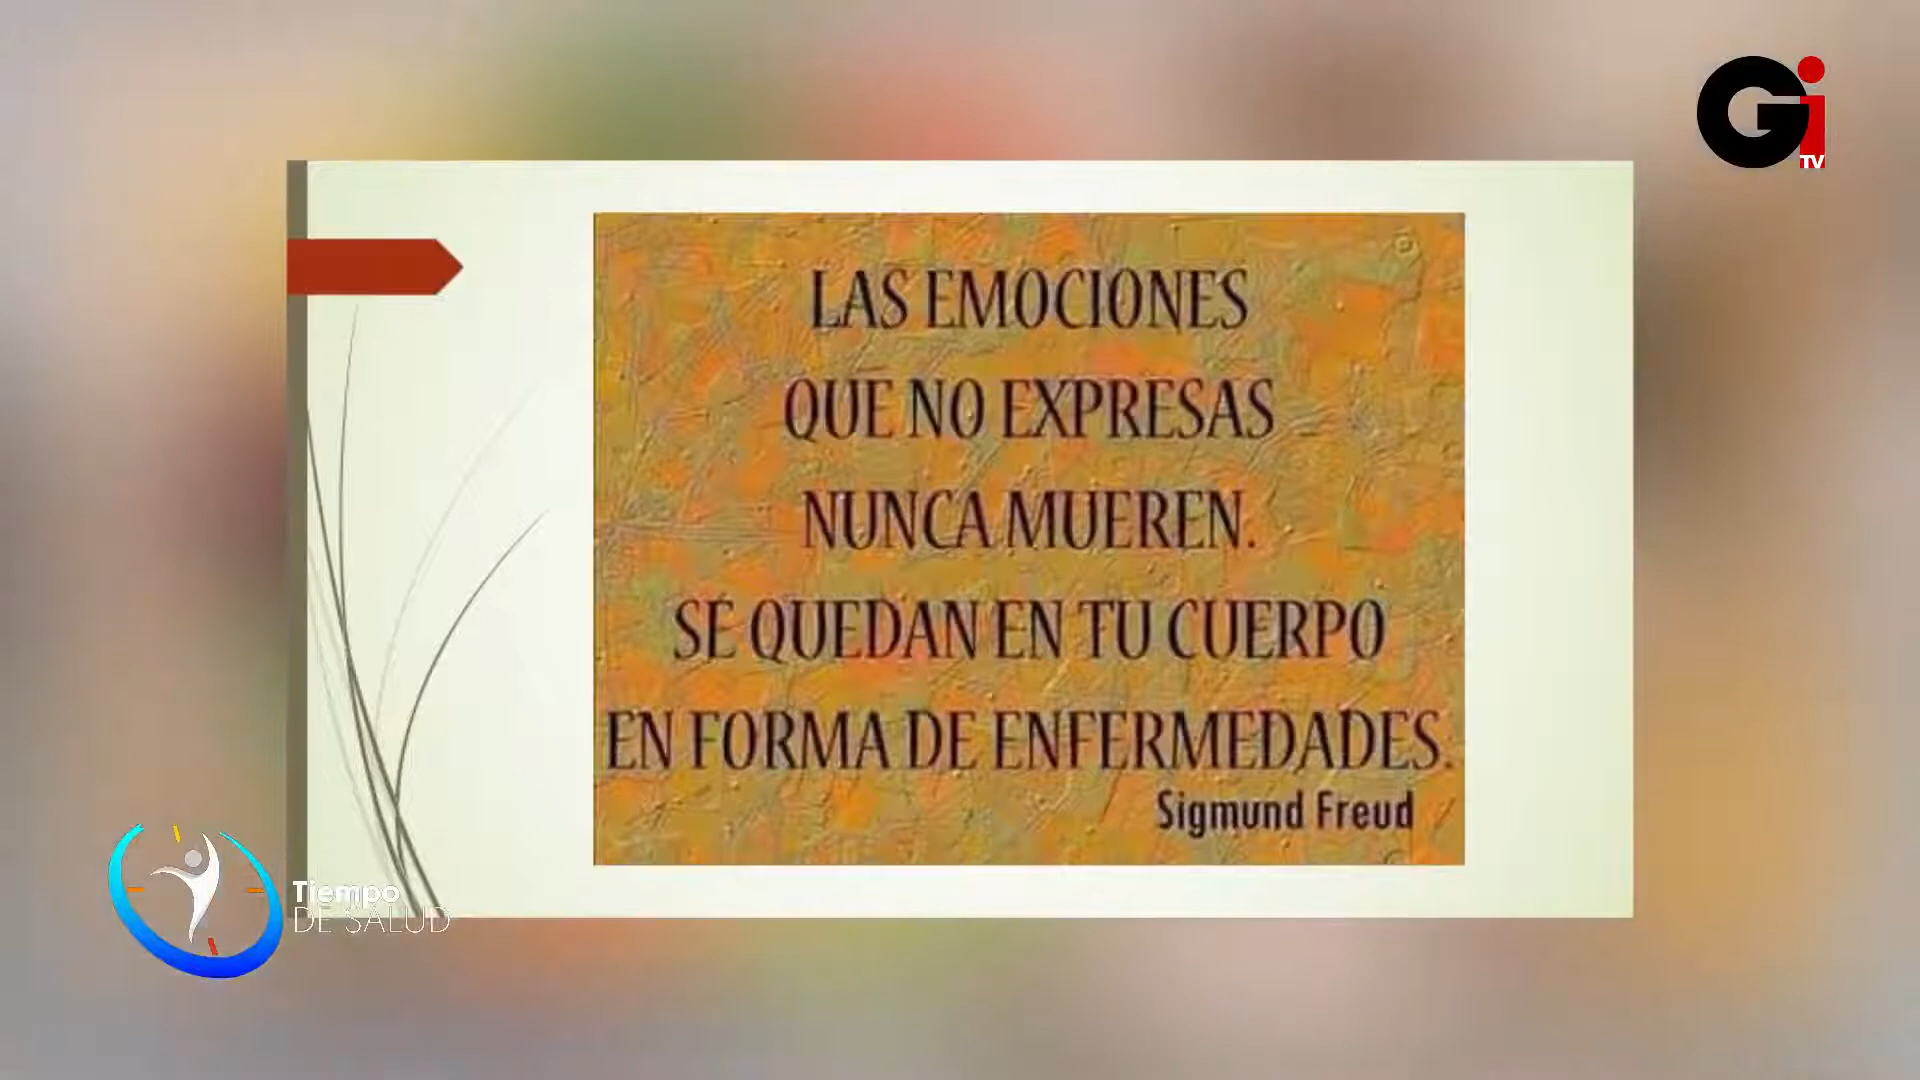 Gi
TV
LAS EMOCIONES
QUE NO EXPRESAS
NUNCA MUEREN.
SE QUEDAN EN TU CUERPO
EN FORMA DE ENFERMEDADES.
Sigmund Freud
Tiempo
DE SALUD